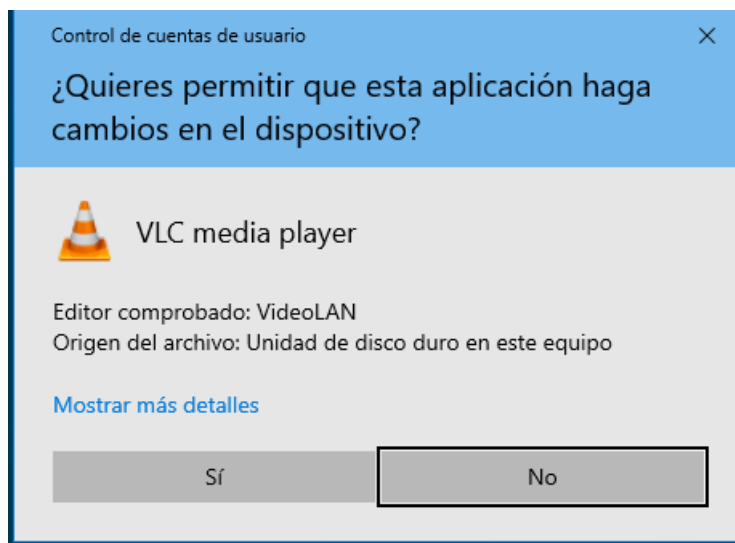 Control de cuentas de usuario
¿Quieres permitir que esta aplicación haga
cambios en el dispositivo?
VLC media player
Editor comprobado: VideoLAN
Origen del archivo: Unidad de disco duro en este equipo
Mostrar más detalles
Sí No